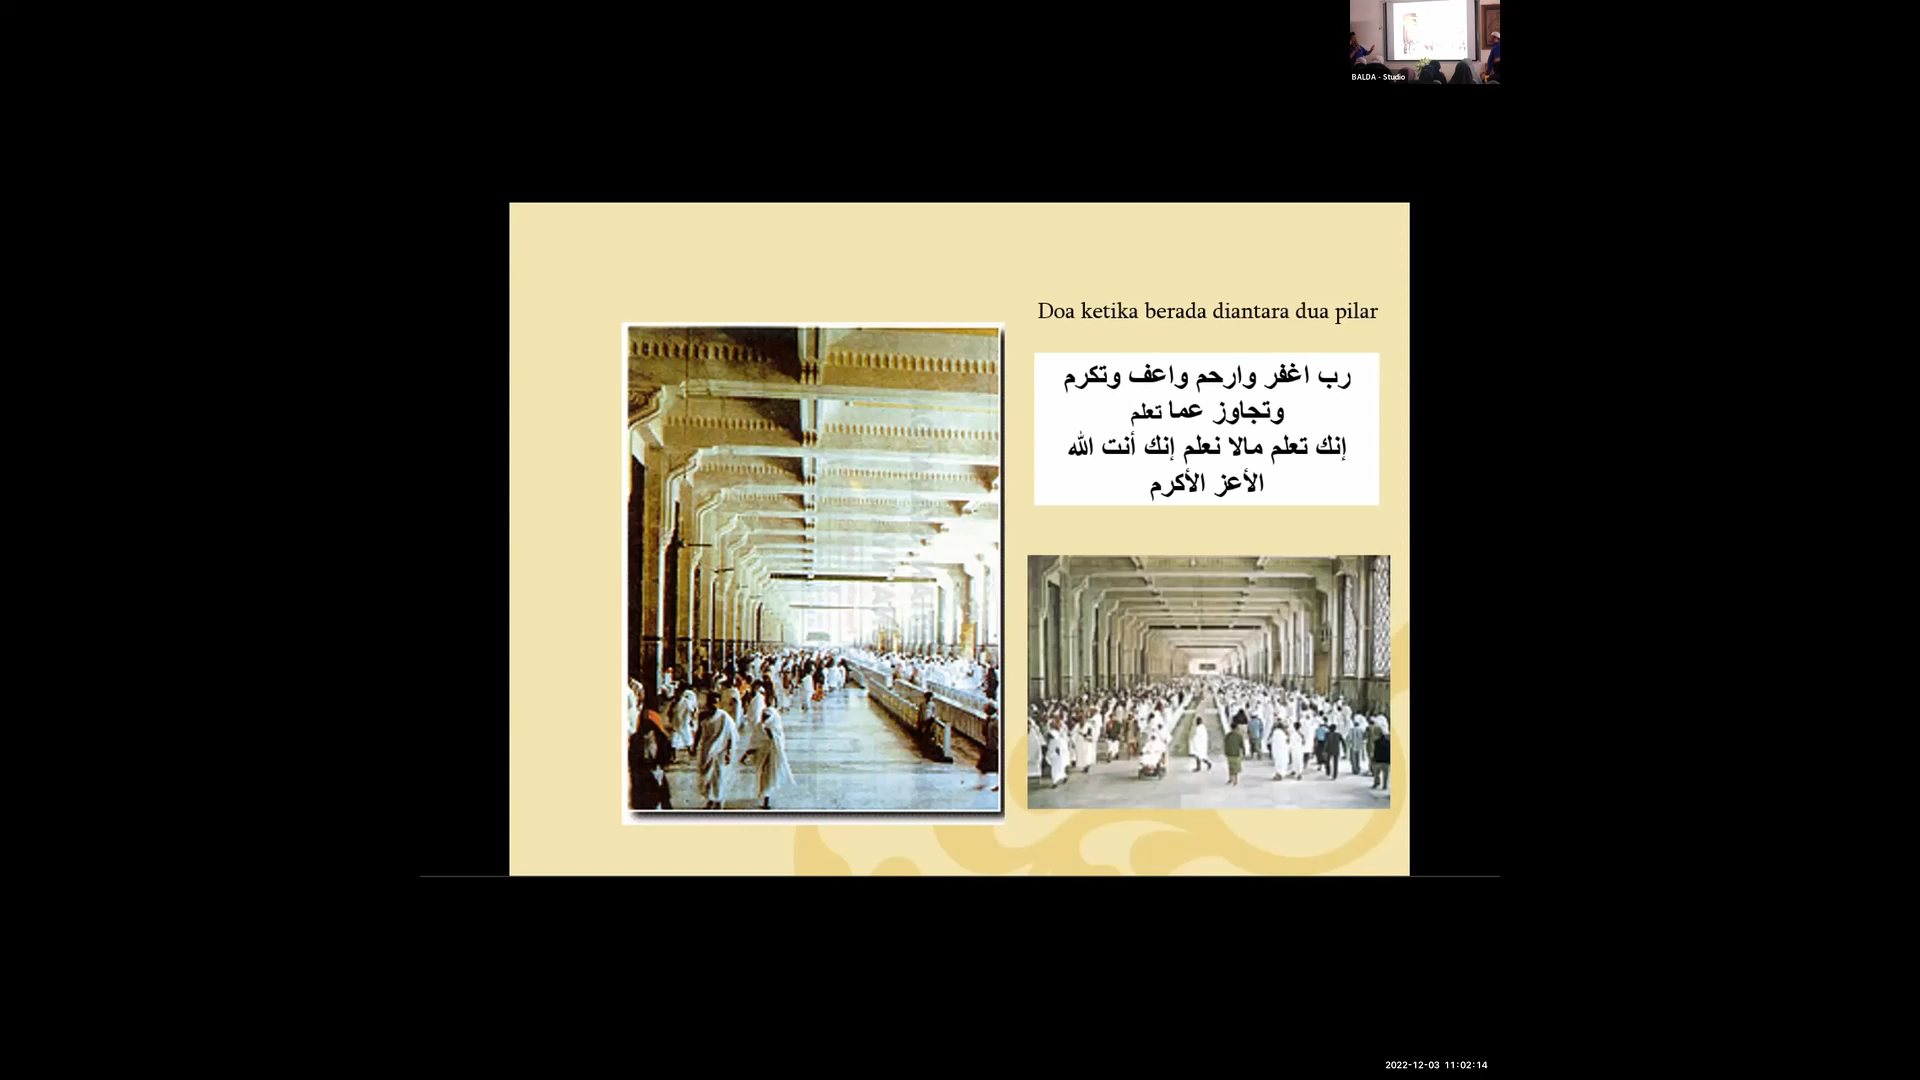 BALDA - Studio
Doa ketika berada diantara dua pilar
رب اغفر وارحم واعف وتكرم
وتجاوز عما تعلم
إنك تعلم مالا نعلم إنك أنت الله
الأعز الأكرم
2022-12-03 11:02:14